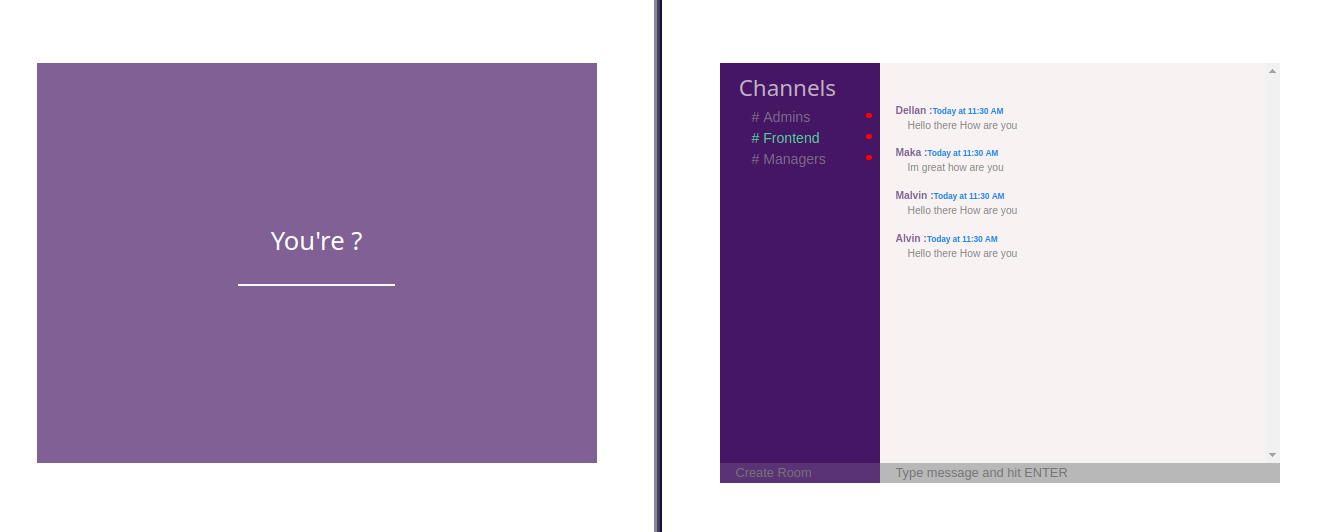 You're ?
Channels
# Admins
# Frontend
# Managers
Create Room
Dellan :Today at 11:30 AM
Hello there How are you
Maka :Today at 11:30 AM
Im great how are you
Malvin :Today at 11:30 AM
Hello there How are you
Alvin :Today at 11:30 AM
Hello there How are you
Type message and hit ENTER